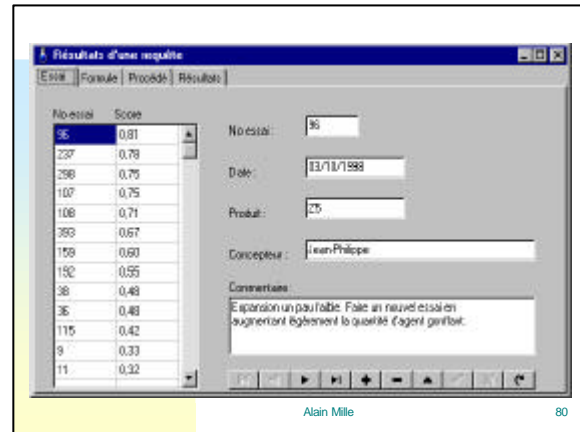 Résultats d'une requête
Essai Formule Procédé Résultats
No essai Score
96 0,81
237 0,78
298 0,75
107 0,75
108 0,71
393 0,67
159 0,60
192 0,55
38 0,48
36 0,48
115 0,42
9 0,33
11 0,32
No essai : 96
Date : 03/10/1998
Produit :
Concepteur : Jean-Philippe
Commentaire
Expansion un peu faible. Faire un nouvel essai en
augmentant légèrement la quantité d'agent gonflant.
Alain Mille
80